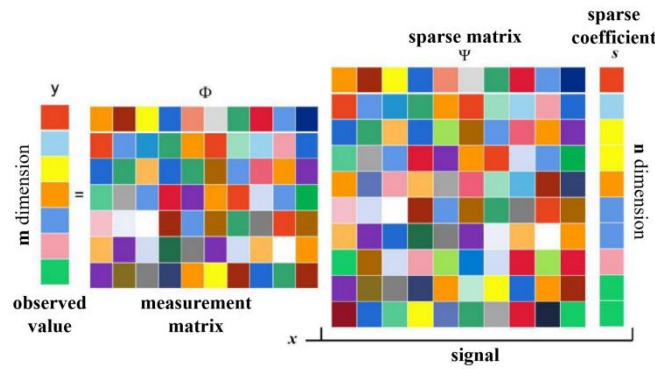 sparse matrix
Ψ
sparse
coefficient
s
y
Φ
m dimension
=
n dimension
observed
value
measurement
matrix
x
signal